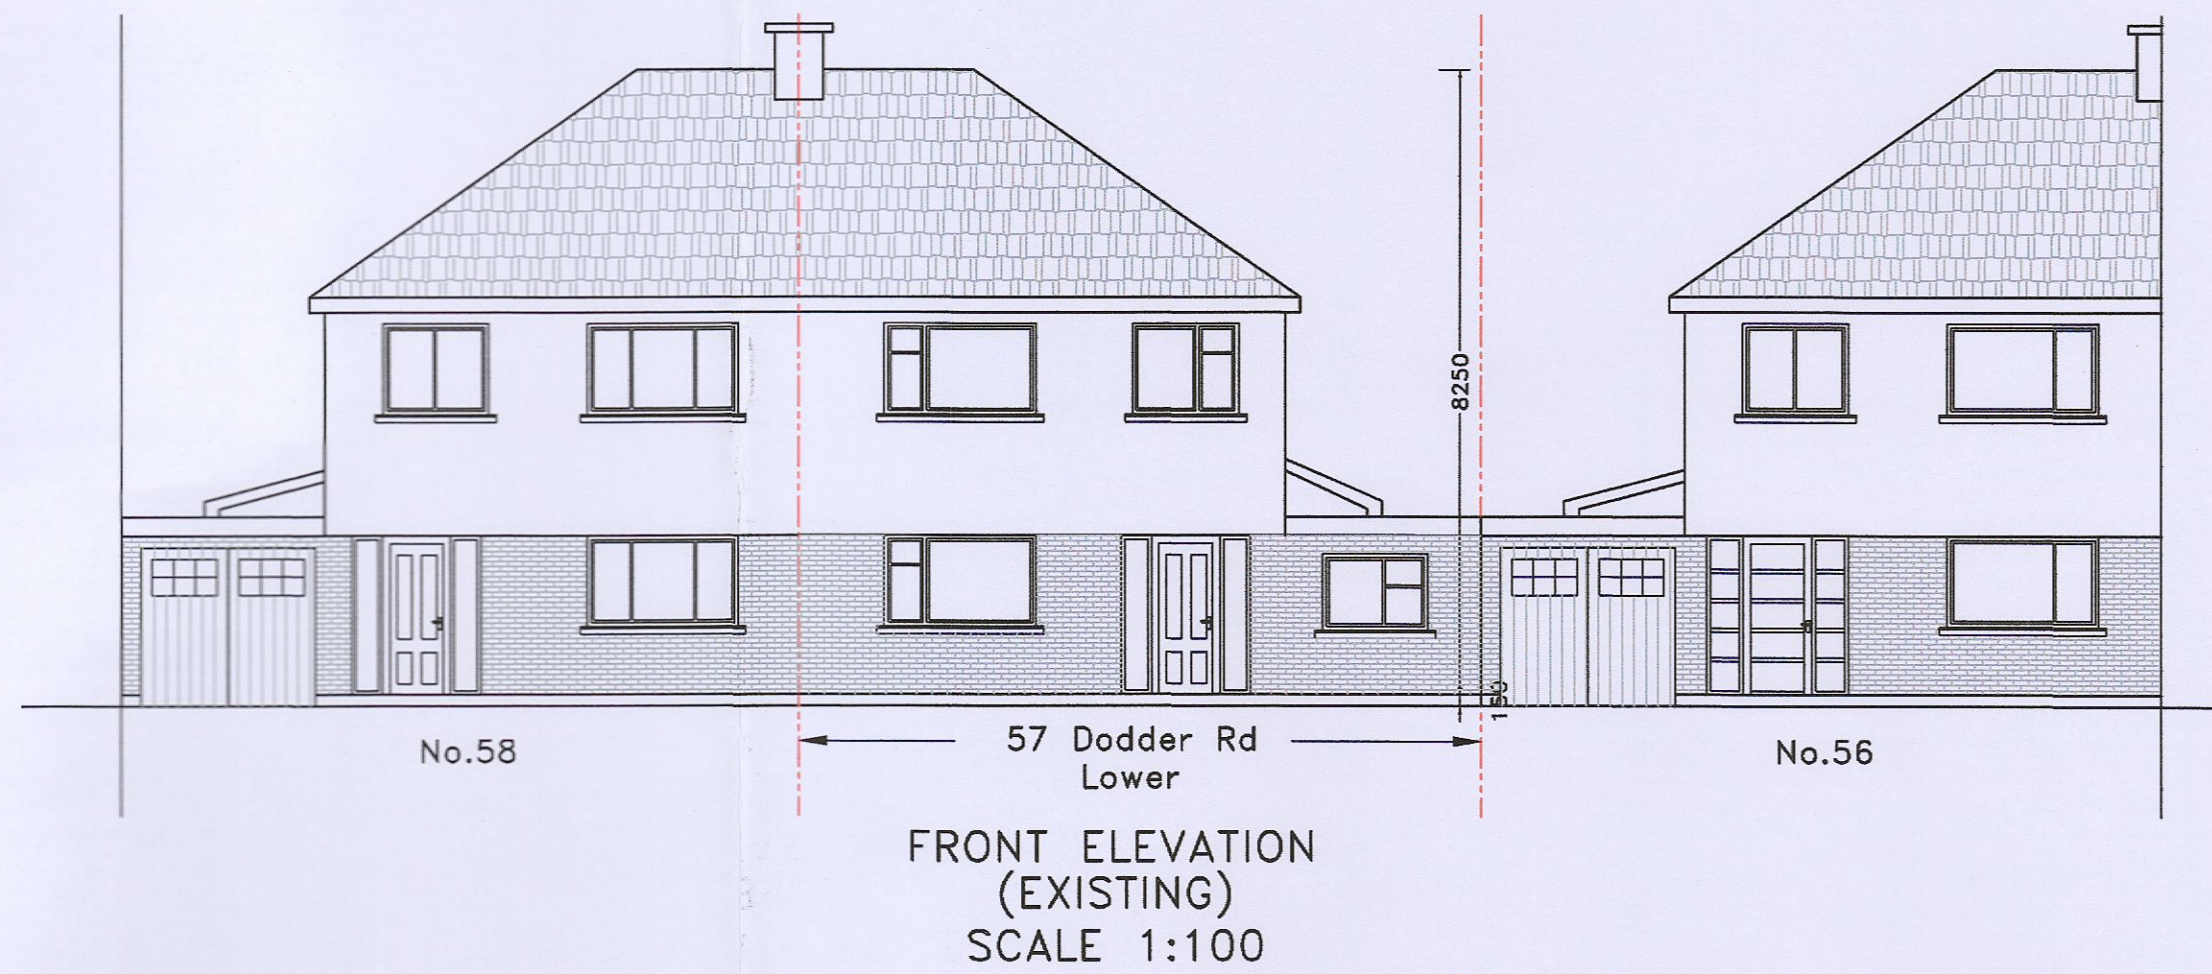 8250
150
No.58
57 Dodder Rd
Lower
No.56
FRONT ELEVATION
(EXISTING)
SCALE 1:100